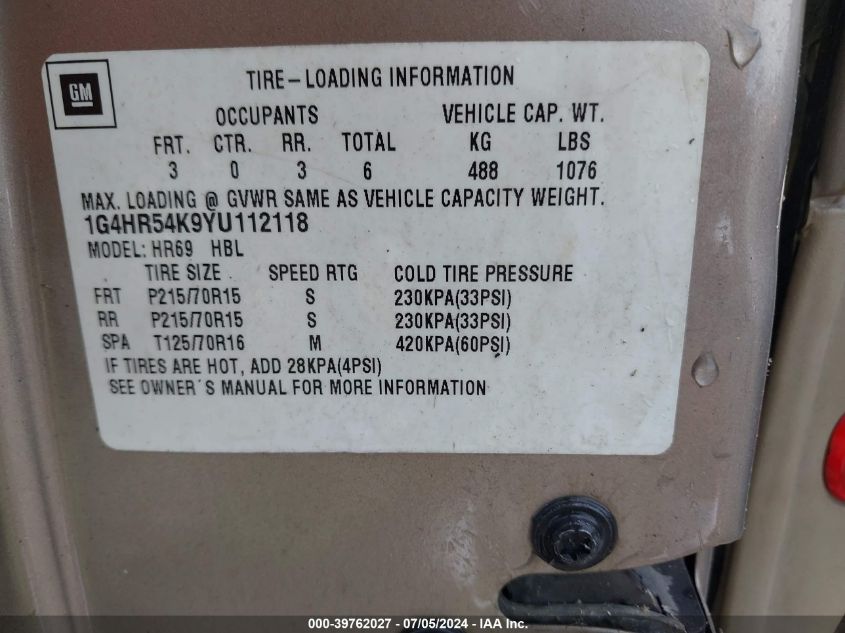 GM
TIRE-LOADING INFORMATION
OCCUPANTS VEHICLE CAP. WT.
FRT. CTR. RR. TOTAL KG LBS
3 0 3 6 488 1076
MAX. LOADING @ GVWR SAME AS VEHICLE CAPACITY WEIGHT.
1G4HR54K9YU112118
MODEL: HR69 HBL
TIRE SIZE SPEED RTG COLD TIRE PRESSURE
FRT P215/70R15 S 230KPA(33PSI)
RR P215/70R15 S 230KPA(33PSI)
SPA T125/70R16 M 420KPA(60PSI)
IF TIRES ARE HOT, ADD 28KPA(4PSI)
SEE OWNER´S MANUAL FOR MORE INFORMATION
000-39762027 - 07/05/2024 - IAA Inc.